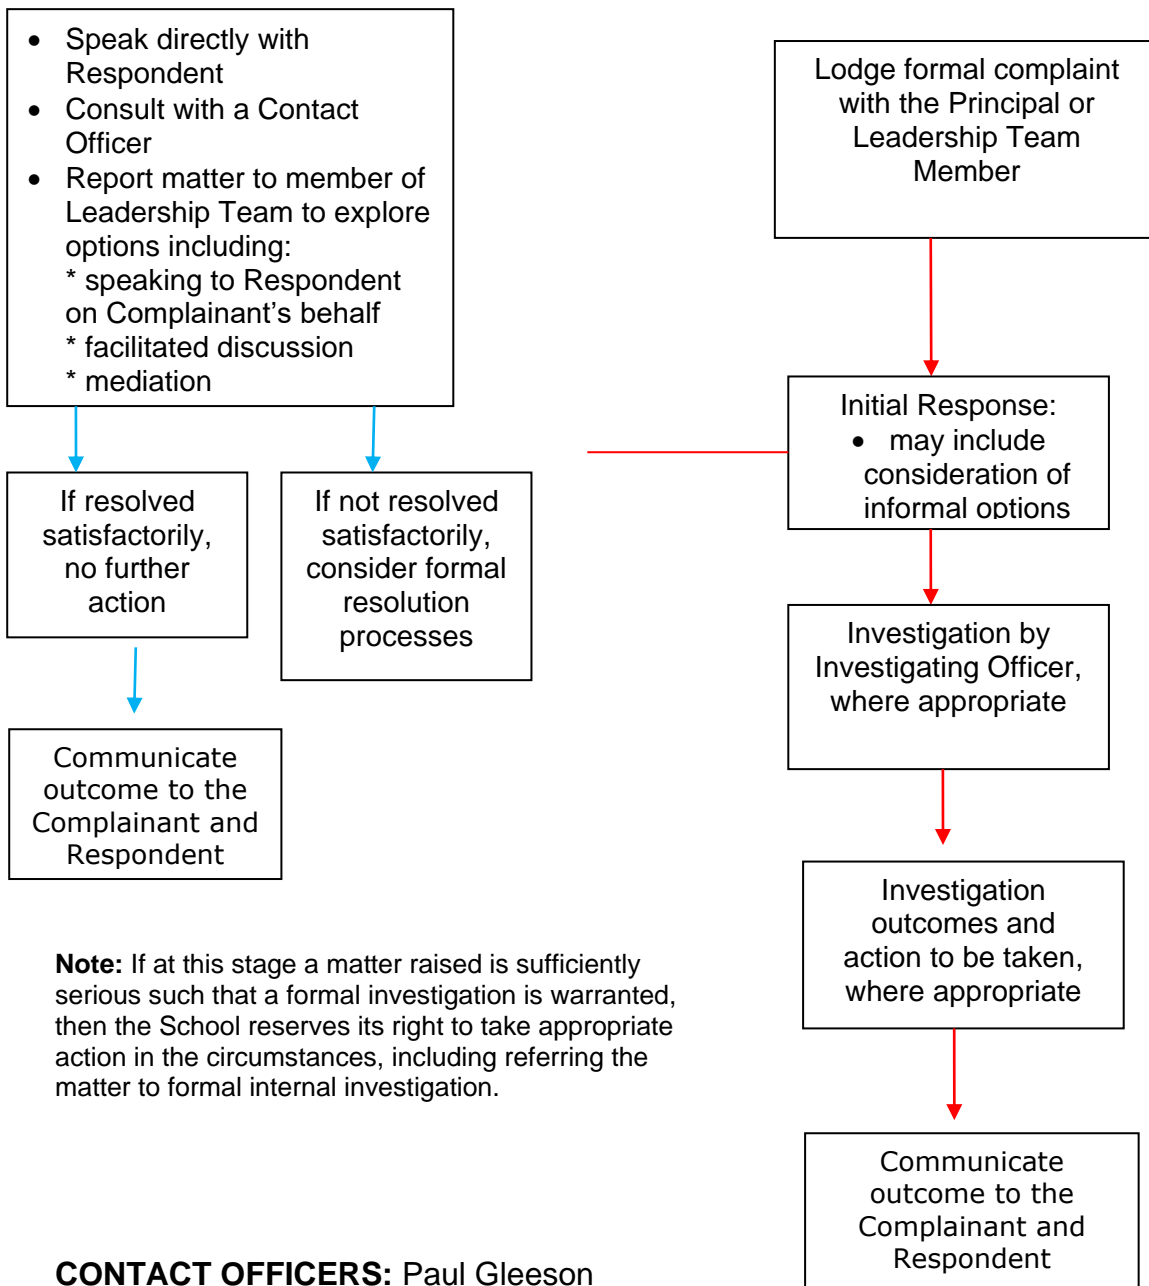 • Speak directly with
Respondent
• Consult with a Contact
Officer
• Report matter to member of
Leadership Team to explore
options including:
* speaking to Respondent
on Complainant’s behalf
* facilitated discussion
* mediation
If resolved
satisfactorily,
no further
action
If not resolved
satisfactorily,
consider formal
resolution
processes
Communicate
outcome to the
Complainant and
Respondent
Lodge formal complaint
with the Principal or
Leadership Team
Member
Initial Response:
• may include
consideration of
informal options
Investigation by
Investigating Officer,
where appropriate
Investigation
outcomes and
action to be taken,
where appropriate
Communicate
outcome to the
Complainant and
Respondent
Note: If at this stage a matter raised is sufficiently
serious such that a formal investigation is warranted,
then the School reserves its right to take appropriate
action in the circumstances, including referring the
matter to formal internal investigation.
CONTACT OFFICERS: Paul Gleeson